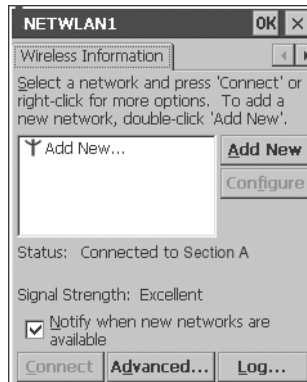 NETWLAN1 OK ×
Wireless Information
Select a network and press 'Connect' or
right-click for more options. To add a
new network, double-click 'Add New'.
Add New...
Add New
Configure
Status: Connected to Section A
Signal Strength: Excellent
Notify when new networks are
available
Connect Advanced... Log...